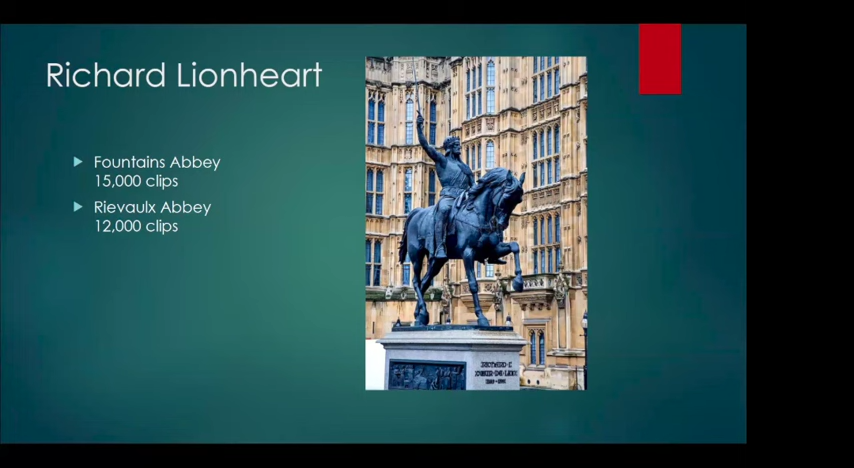 Richard Lionheart
Fountains Abbey
15,000 clips
Rievaulx Abbey
12,000 clips